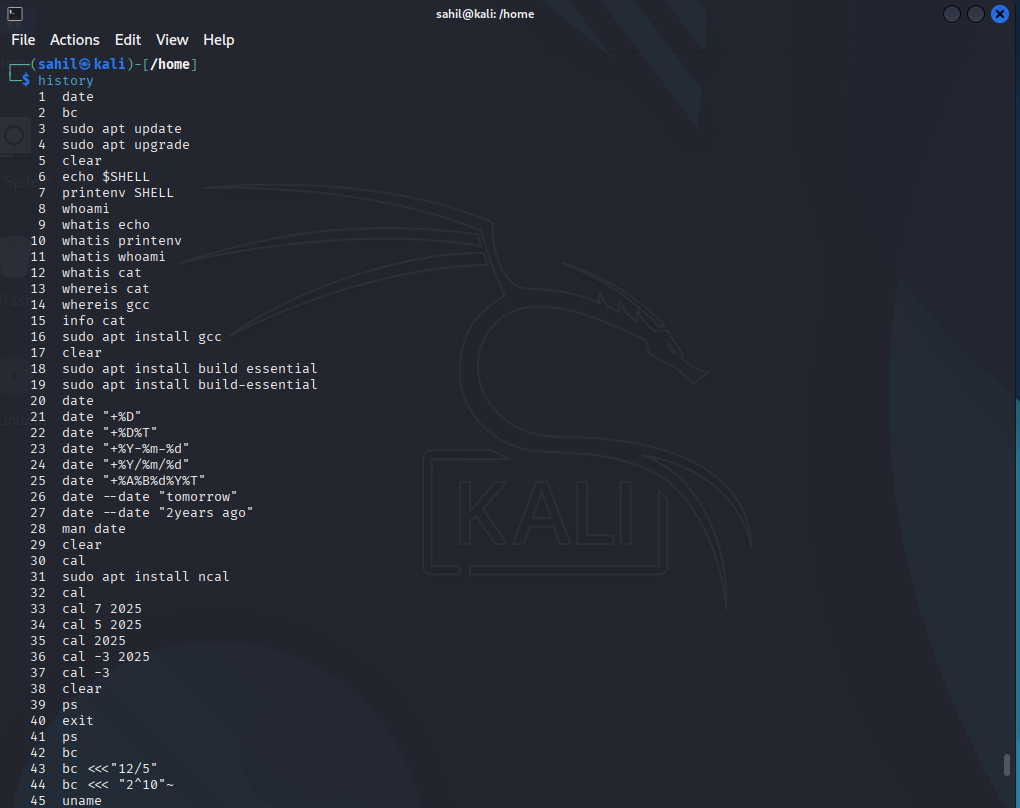 sahil@kali: /home
File Actions Edit View Help
┌──(sahil㉿kali)-[/home]
└─$ history
1 date
2 bc
3 sudo apt update
4 sudo apt upgrade
5 clear
6 echo $SHELL
7 printenv SHELL
8 whoami
9 whatis echo
10 whatis printenv
11 whatis whoami
12 whatis cat
13 whereis cat
14 whereis gcc
15 info cat
16 sudo apt install gcc
17 clear
18 sudo apt install build essential
19 sudo apt install build-essential
20 date
21 date "+%D"
22 date "+%D%T"
23 date "+%Y-%m-%d"
24 date "+%Y/%m/%d"
25 date "+%A%B%d%Y%T"
26 date --date "tomorrow"
27 date --date "2years ago"
28 man date
29 clear
30 cal
31 sudo apt install ncal
32 cal
33 cal 7 2025
34 cal 5 2025
35 cal 2025
36 cal -3 2025
37 cal -3
38 clear
39 ps
40 exit
41 ps
42 bc
43 bc <<<"12/5"
44 bc <<< "2^10"~
45 uname
KALI
System
Trash